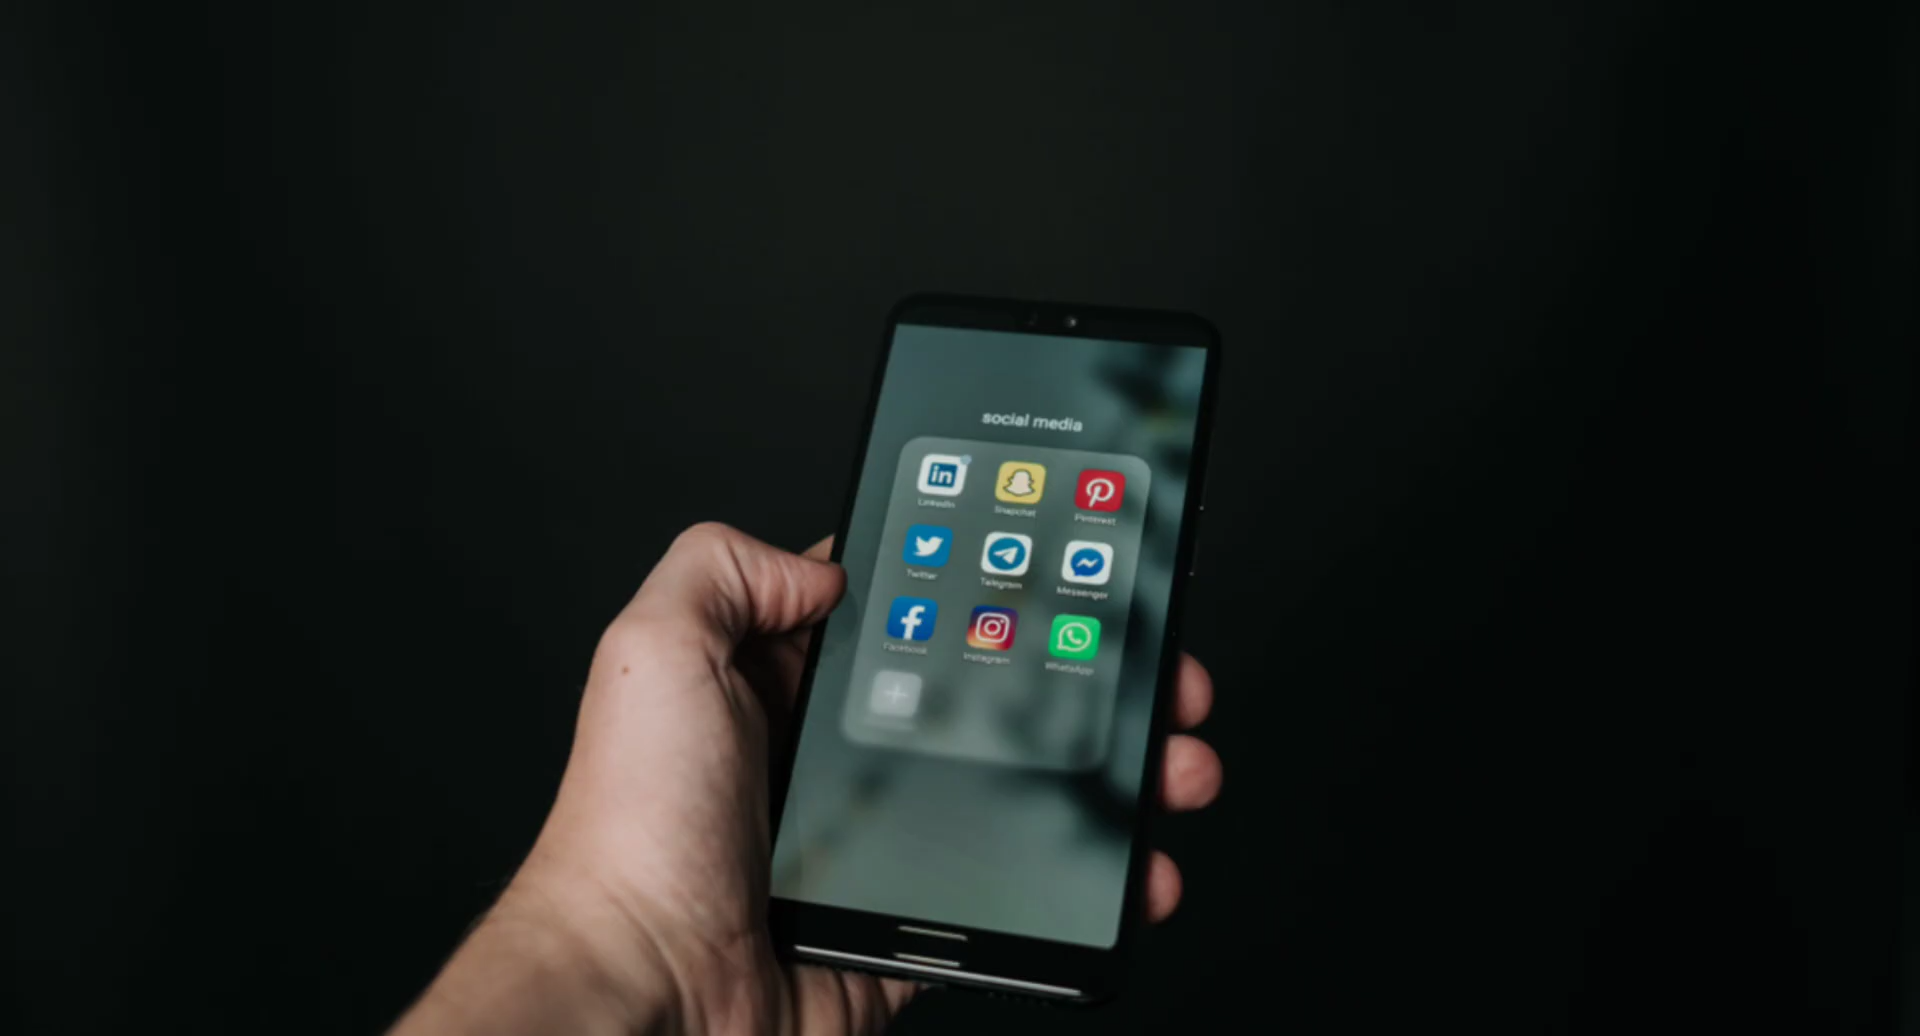 social media
LinkedIn Snapchat Pinterest
Twitter Telegram Messenger
Facebook Instagram WhatsApp